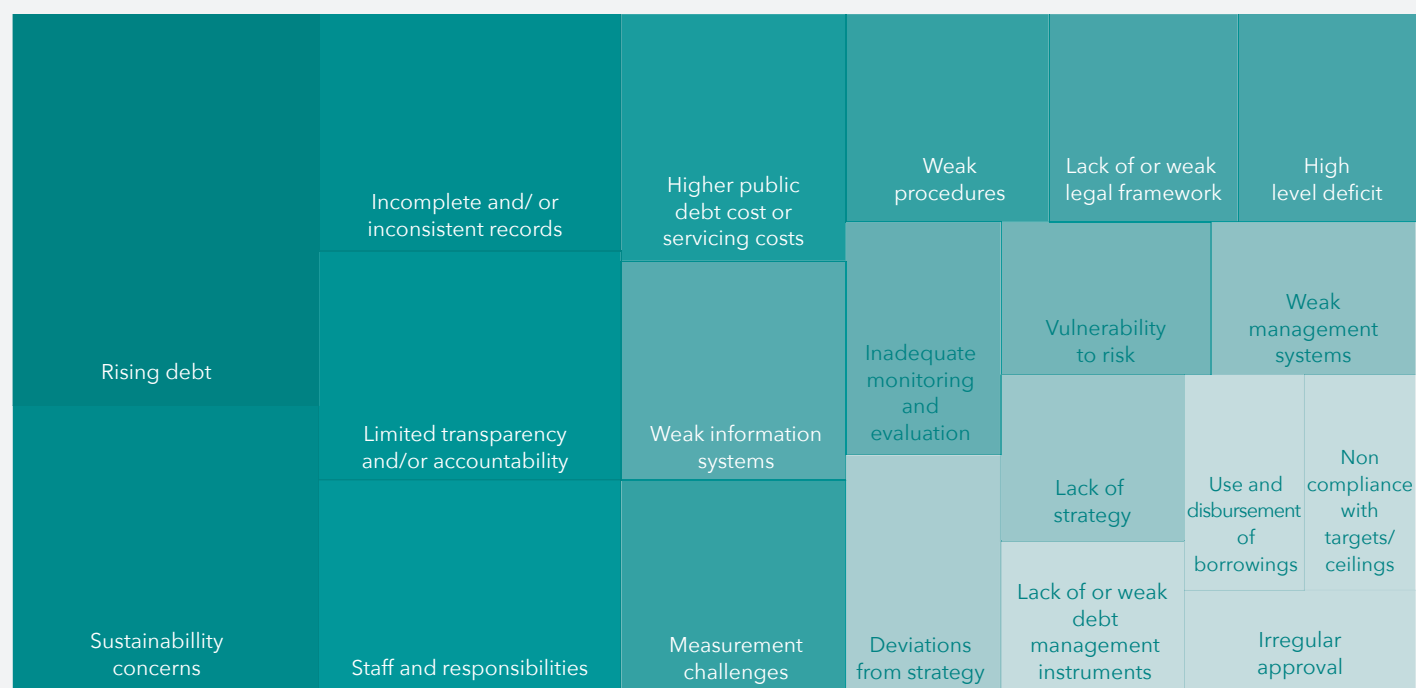 Rising debt
Sustainabillity
concerns
Incomplete and/ or
inconsistent records
Limited transparency
and/or accountability
Staff and responsibilities
Higher public
debt cost or
servicing costs
Weak information
systems
Measurement
challenges
Weak
procedures
Lack of or weak
legal framework
High
level deficit
Inadequate
monitoring
and
evaluation
Vulnerability
to risk
Weak
management
systems
Deviations
from strategy
Lack of
strategy
Lack of or weak
debt
management
instruments
Use and
disbursement
of
borrowings
Non
compliance
with
targets/
ceilings
Irregular
approval